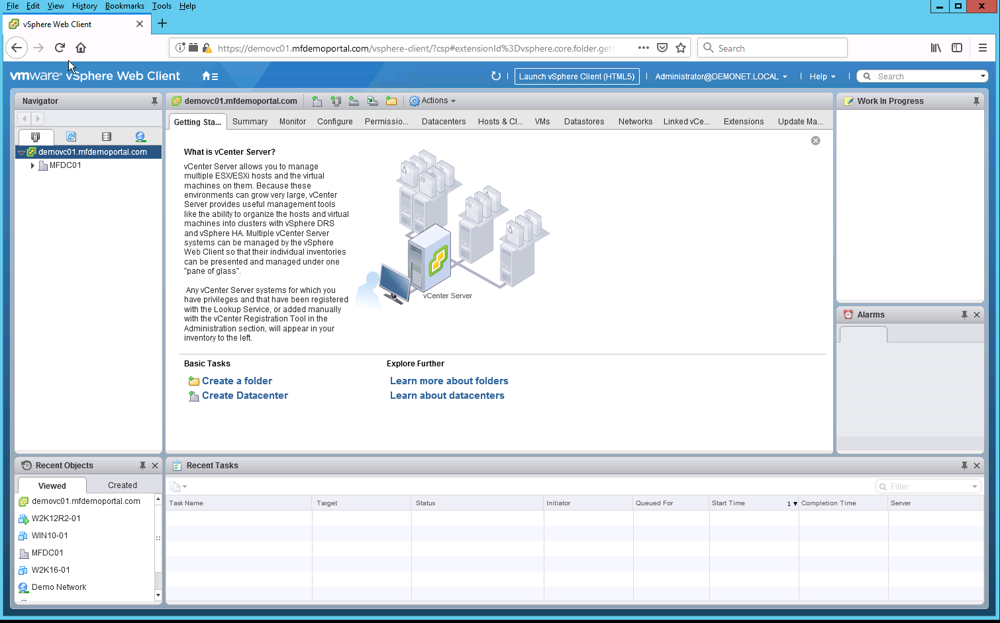 File Edit View History Bookmarks Tools Help
vSphere Web Client
https://demovc01.mfdemoportal.com/vsphere-client/?csp#extensionId%3Dvsphere.core.folder.get
Search
vmware® vSphere Web Client
Launch vSphere Client (HTML5)
Administrator@DEMONET.LOCAL
Help
Search
Navigator
demovc01.mfdemoportal.com
Actions
Getting Sta... Summary Monitor Configure Permissio... Datacenters Hosts & Cl... VMs Datastores Networks Linked vCe... Extensions Update Ma...
demovc01.mfdemoportal.com
MFDC01
What is vCenter Server?
vCenter Server allows you to manage
multiple ESX/ESXi hosts and the virtual
machines on them. Because these
environments can grow very large, vCenter
Server provides useful management tools
like the ability to organize the hosts and virtual
machines into clusters with vSphere DRS
and vSphere HA. Multiple vCenter Server
systems can be managed by the vSphere
Web Client so that their individual inventories
can be presented and managed under one
"pane of glass".
Any vCenter Server systems for which you
have privileges and that have been registered
with the Lookup Service, or added manually
with the vCenter Registration Tool in the
Administration section, will appear in your
inventory to the left.
vCenter Server
Basic Tasks
Create a folder
Create Datacenter
Explore Further
Learn more about folders
Learn about datacenters
Work In Progress
Alarms
Recent Objects
Viewed Created
demovc01.mfdemoportal.com
W2K12R2-01
WIN10-01
MFDC01
W2K16-01
Demo Network
Recent Tasks
Filter
Task Name Target Status Initiator Queued For Start Time 1 ▼ Completion Time Server